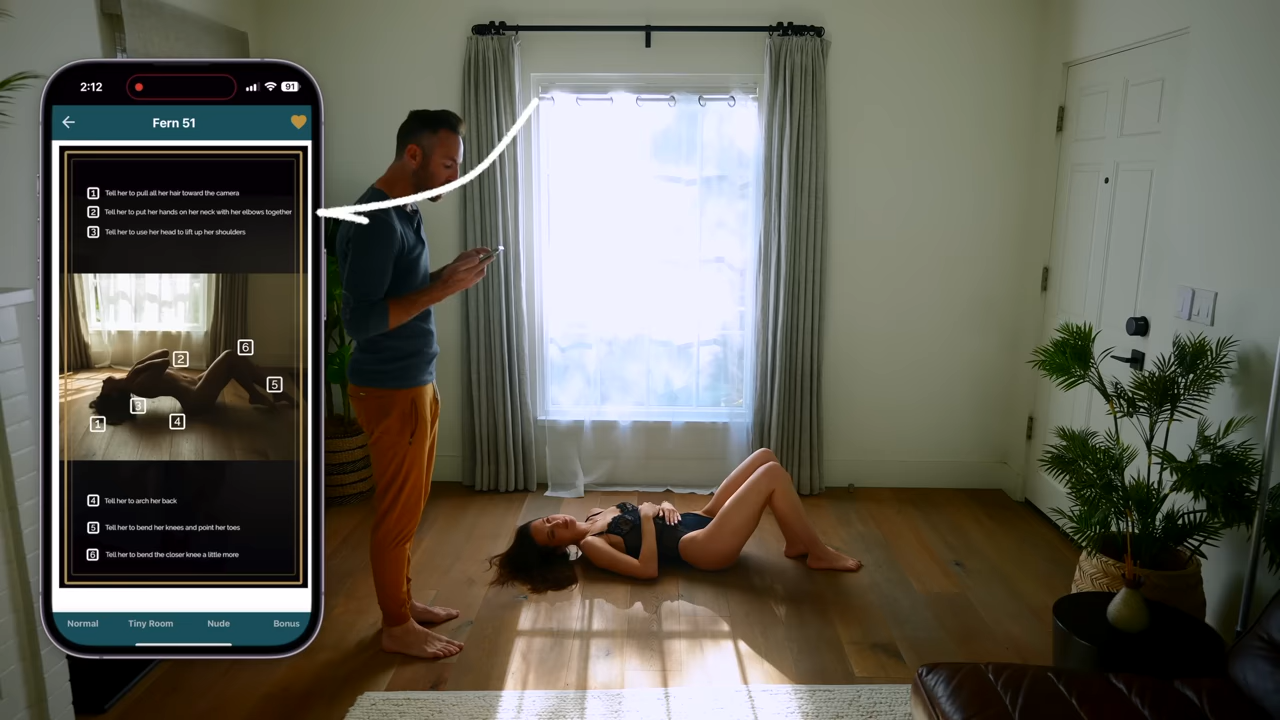 2:12
91
Fern 51
1 Tell her to pull all her hair toward the camera
2 Tell her to put her hands on her neck with her elbows together
3 Tell her to use her head to lift up her shoulders
6
2
5
3
4
1
4 Tell her to arch her back
5 Tell her to bend her knees and point her toes
6 Tell her to bend the closer knee a little more
Normal Tiny Room Nude Bonus